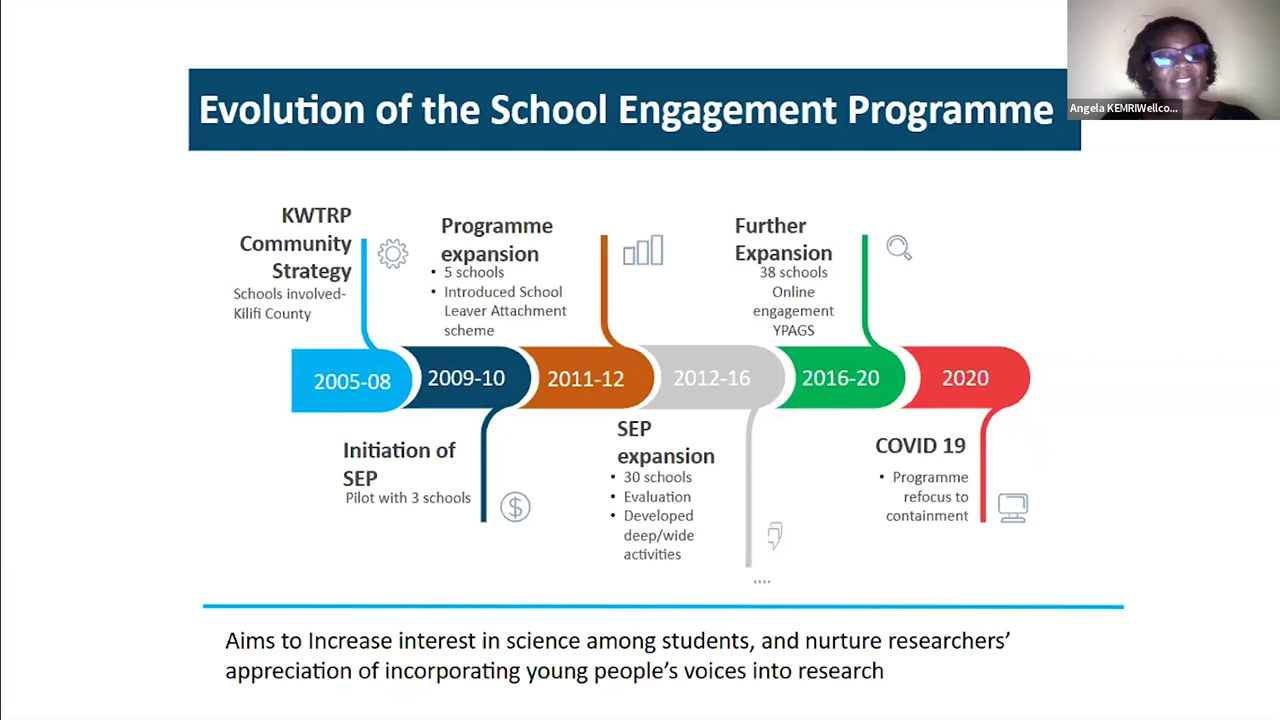 Evolution of the School Engagement Programme
Angela KEMRIWellco...
KWTRP
Community
Strategy
Schools involved-
Kilifi County
Programme
expansion
• 5 schools
• Introduced School
Leaver Attachment
scheme
Further
Expansion
38 schools
Online
engagement
YPAGS
2005-08
2009-10
2011-12
2012-16
2016-20
2020
Initiation of
SEP
Pilot with 3 schools
SEP
expansion
• 30 schools
• Evaluation
• Developed
deep/wide
activities
....
COVID 19
• Programme
refocus to
containment
Aims to Increase interest in science among students, and nurture researchers’
appreciation of incorporating young people’s voices into research